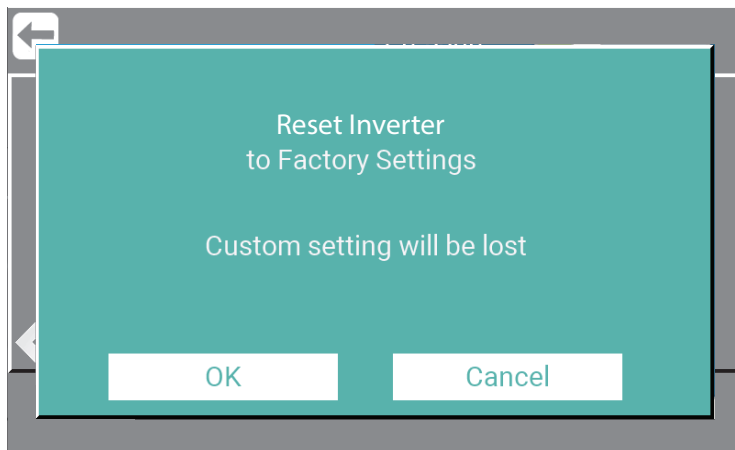 Reset Inverter
to Factory Settings
Custom setting will be lost
OK
Cancel